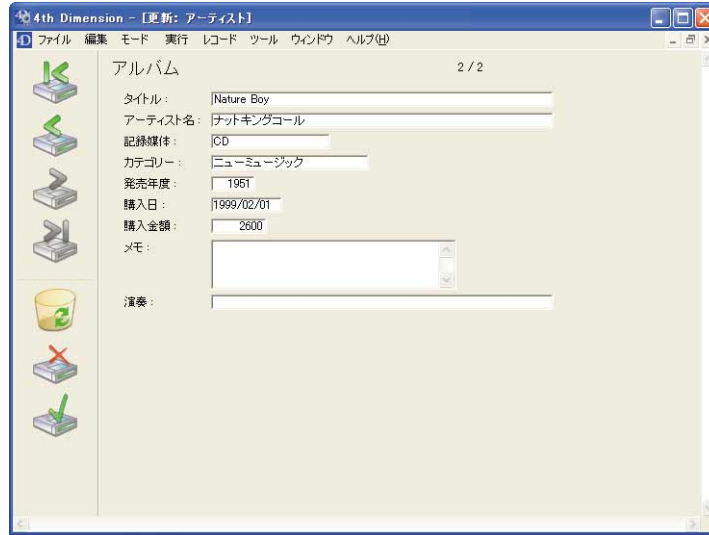 4th Dimension - [更新: アーティスト]
ファイル 編集 モード 実行 レコード ツール ウィンドウ ヘルプ(H)
アルバム 2 / 2
タイトル : Nature Boy
アーティスト名 : ナットキングコール
記録媒体 : CD
カテゴリー : ニューミュージック
発売年度 : 1951
購入日 : 1999/02/01
購入金額 : 2600
メモ :
演奏 :